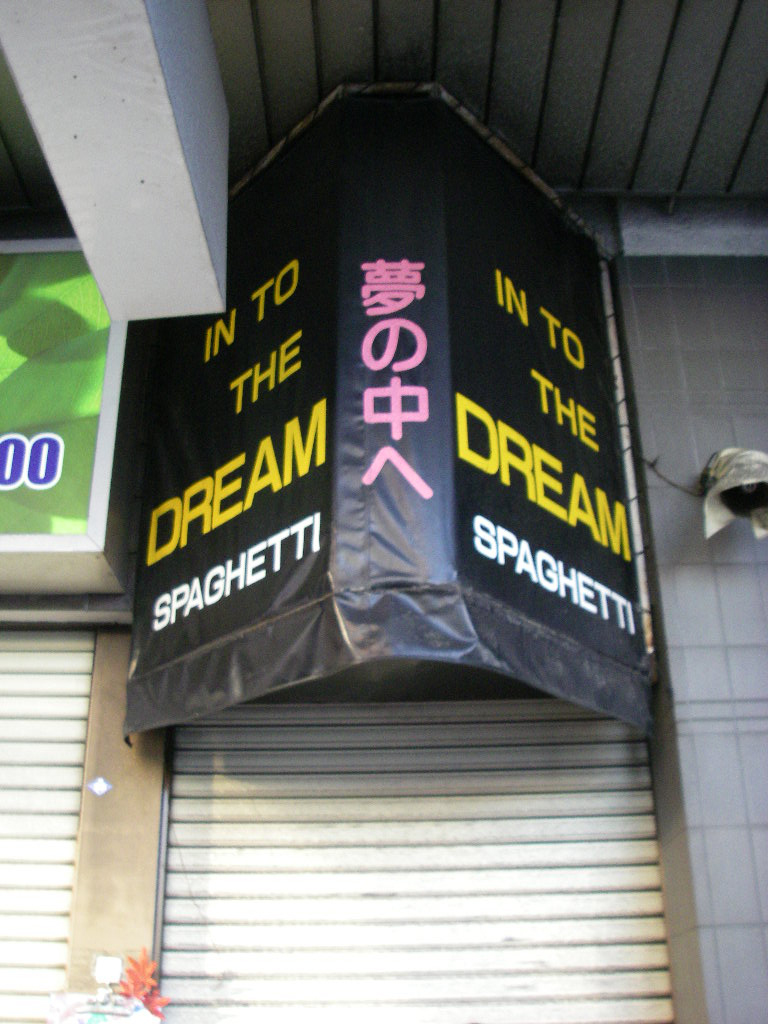 IN TO
THE
DREAM
SPAGHETTI
夢の中へ
IN TO
THE
DREAM
SPAGHETTI
00